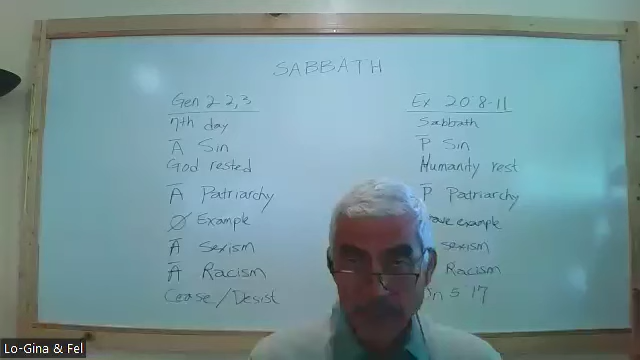 SABBATH
Gen 2 2,3
7th day
Ā Sin
God rested
Ā Patriarchy
Ø Example
Ā Sexism
Ā Racism
Cease/Desist
Ex 20:8-11
Sabbath
P̄ Sin
Humanity rest
P̄ Patriarchy
example
sexism
Racism
5:17
Lo-Gina & Fel